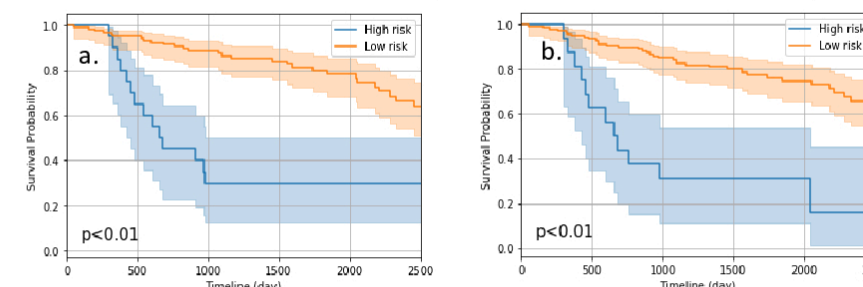 a.
High risk
Low risk
1.0
0.8
0.6
0.4
0.2
0.0
Survival Probability
p<0.01
0 500 1000 1500 2000 2500
Timeline (day)
b.
High risk
Low risk
1.0
0.8
0.6
0.4
0.2
0.0
Survival Probability
p<0.01
0 500 1000 1500 2000
Timeline (day)